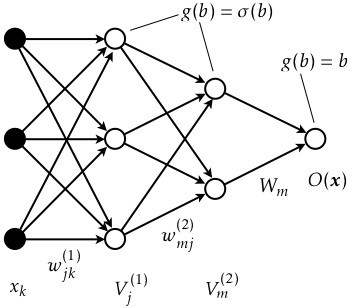 g(b) = σ(b)
g(b) = b
w_{jk}^{(1)}
w_{mj}^{(2)}
W_m
O(x)
x_k
V_j^{(1)}
V_m^{(2)}